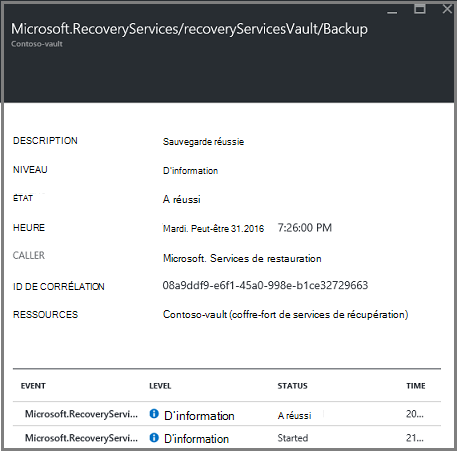 Microsoft.RecoveryServices/recoveryServicesVault/Backup
Contoso-vault
DESCRIPTION Sauvegarde réussie
NIVEAU D'information
ÉTAT A réussi
HEURE Mardi. Peut-être 31.2016 7:26:00 PM
CALLER Microsoft. Services de restauration
ID DE CORRÉLATION 08a9ddf9-e6f1-45a0-998e-b1ce32729663
RESSOURCES Contoso-vault (coffre-fort de services de récupération)
EVENT LEVEL STATUS TIME
Microsoft.RecoveryServi... D'information A réussi 20...
Microsoft.RecoveryServi... D'information Started 21...